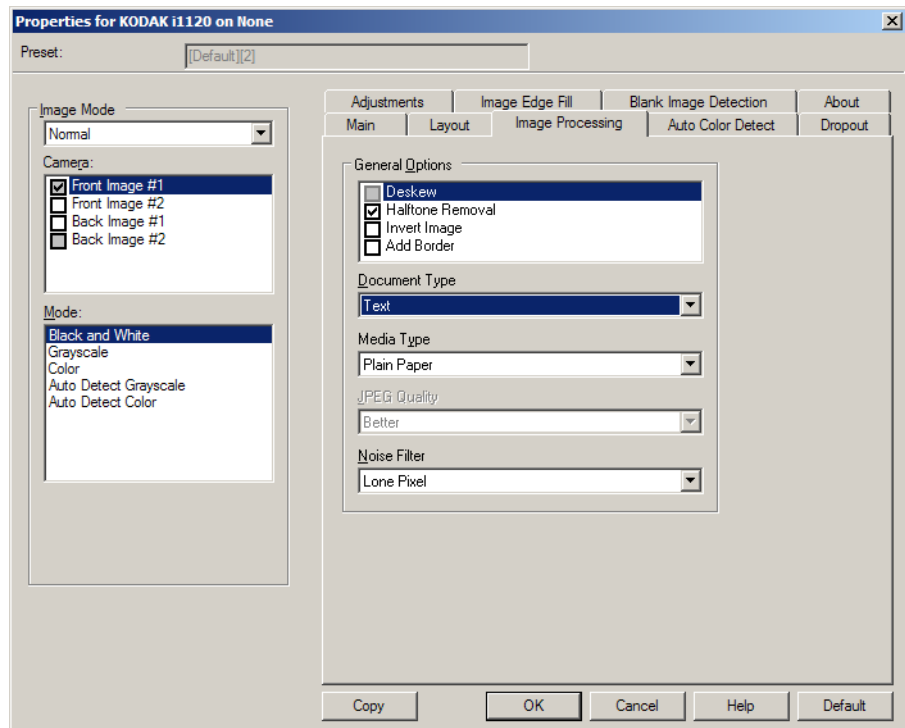 Properties for KODAK i1120 on None
Preset:
[Default][2]
Image Mode
Normal
Camera:
Front Image #1
Front Image #2
Back Image #1
Back Image #2
Mode:
Black and White
Grayscale
Color
Auto Detect Grayscale
Auto Detect Color
Adjustments
Image Edge Fill
Blank Image Detection
About
Main
Layout
Image Processing
Auto Color Detect
Dropout
General Options
Deskew
Halftone Removal
Invert Image
Add Border
Document Type
Text
Media Type
Plain Paper
JPEG Quality
Better
Noise Filter
Lone Pixel
Copy
OK
Cancel
Help
Default